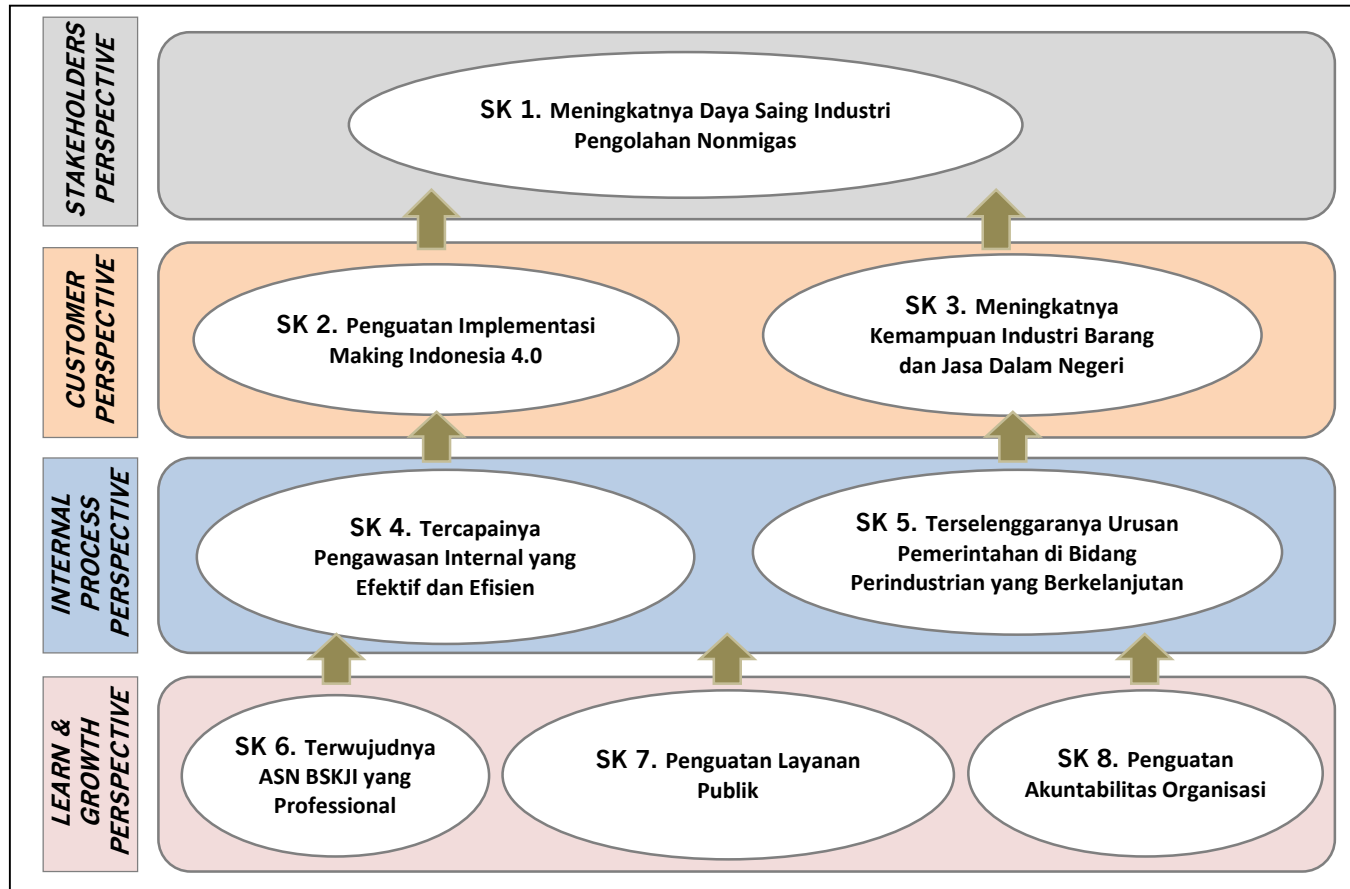 STAKEHOLDERS
PERSPECTIVE
SK 1. Meningkatnya Daya Saing Industri
Pengolahan Nonmigas
CUSTOMER
PERSPECTIVE
SK 2. Penguatan Implementasi
Making Indonesia 4.0
SK 3. Meningkatnya
Kemampuan Industri Barang
dan Jasa Dalam Negeri
INTERNAL
PROCESS
PERSPECTIVE
SK 4. Tercapainya
Pengawasan Internal yang
Efektif dan Efisien
SK 5. Terselenggaranya Urusan
Pemerintahan di Bidang
Perindustrian yang Berkelanjutan
LEARN &
GROWTH
PERSPECTIVE
SK 6. Terwujudnya
ASN BSKJI yang
Professional
SK 7. Penguatan Layanan
Publik
SK 8. Penguatan
Akuntabilitas Organisasi